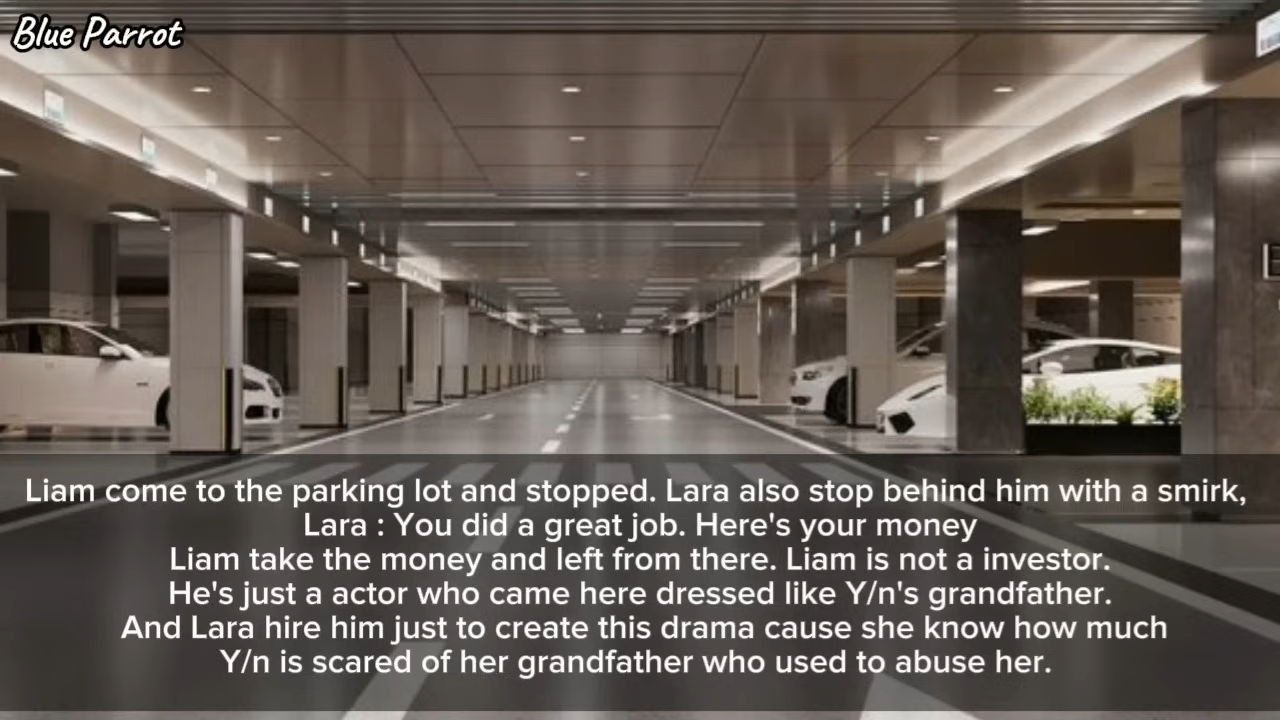 Blue Parrot
Liam come to the parking lot and stopped. Lara also stop behind him with a smirk,
Lara : You did a great job. Here's your money
Liam take the money and left from there. Liam is not a investor.
He's just a actor who came here dressed like Y/n's grandfather.
And Lara hire him just to create this drama cause she know how much
Y/n is scared of her grandfather who used to abuse her.